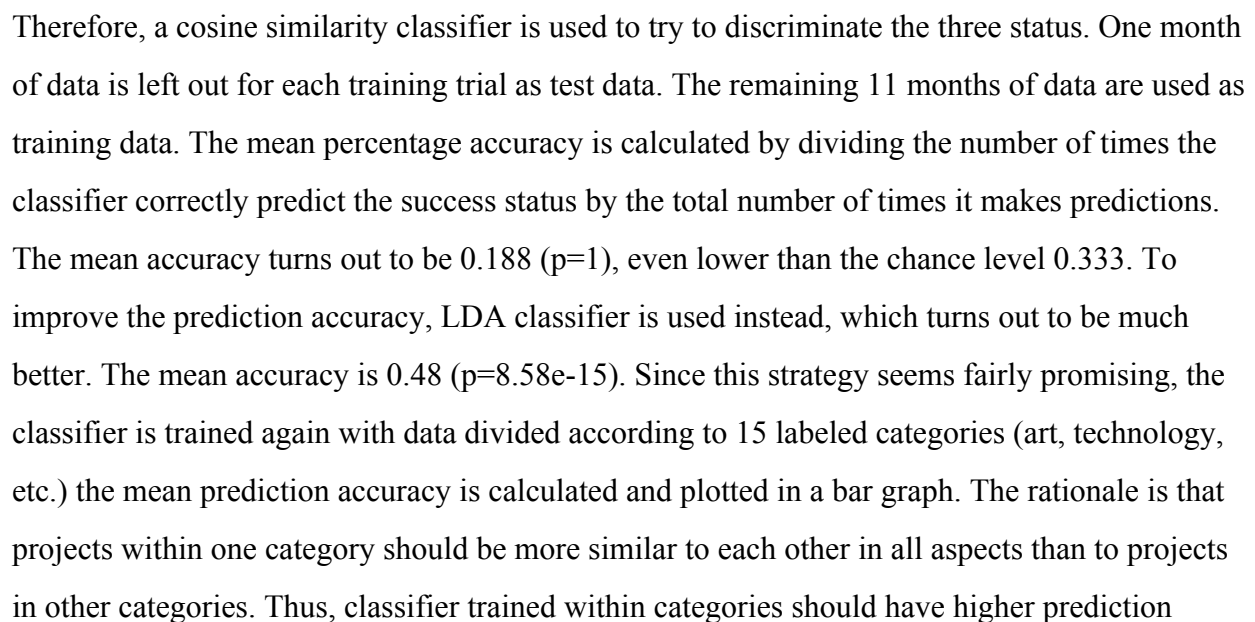 Therefore, a cosine similarity classifier is used to try to discriminate the three status. One month
of data is left out for each training trial as test data. The remaining 11 months of data are used as
training data. The mean percentage accuracy is calculated by dividing the number of times the
classifier correctly predict the success status by the total number of times it makes predictions.
The mean accuracy turns out to be 0.188 (p=1), even lower than the chance level 0.333. To
improve the prediction accuracy, LDA classifier is used instead, which turns out to be much
better. The mean accuracy is 0.48 (p=8.58e-15). Since this strategy seems fairly promising, the
classifier is trained again with data divided according to 15 labeled categories (art, technology,
etc.) the mean prediction accuracy is calculated and plotted in a bar graph. The rationale is that
projects within one category should be more similar to each other in all aspects than to projects
in other categories. Thus, classifier trained within categories should have higher prediction